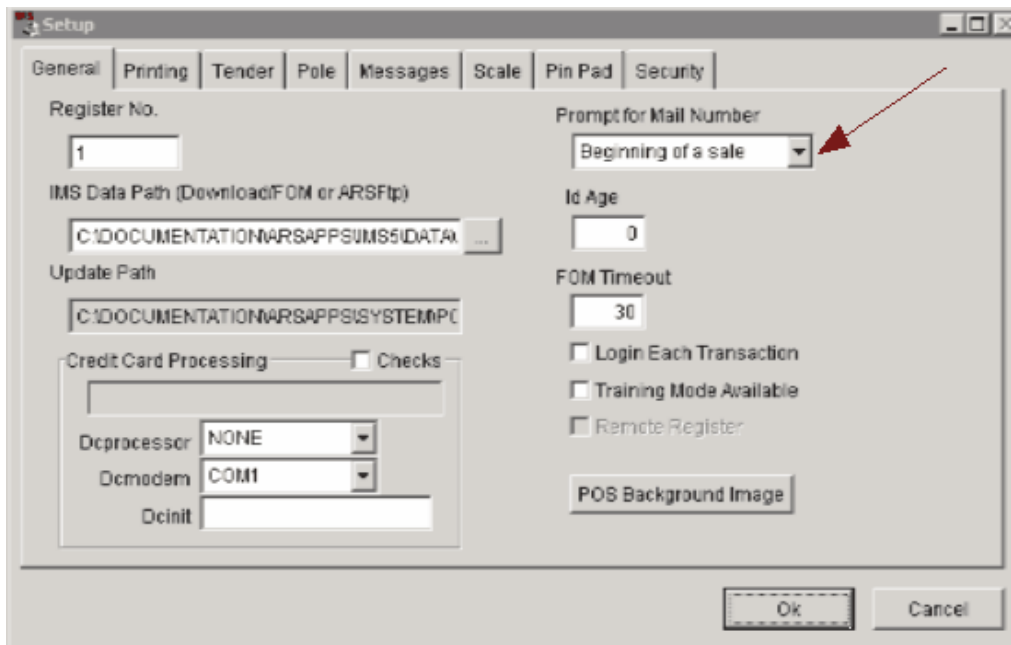 Setup
General Printing Tender Pole Messages Scale Pin Pad Security
Register No.
1
IMS Data Path (Download/FOM or ARSFtp)
C:\DOCUMENTATION\ARSAPPS\IMS5\DATA\
...
Update Path
C:\DOCUMENTATION\ARSAPPS\SYSTEM\PC
Credit Card Processing
Checks
Dcprocessor NONE
Dcmodem COM1
Dcinit
Prompt for Mail Number
Beginning of a sale
Id Age
0
FOM Timeout
30
Login Each Transaction
Training Mode Available
Remote Register
POS Background Image
Ok Cancel